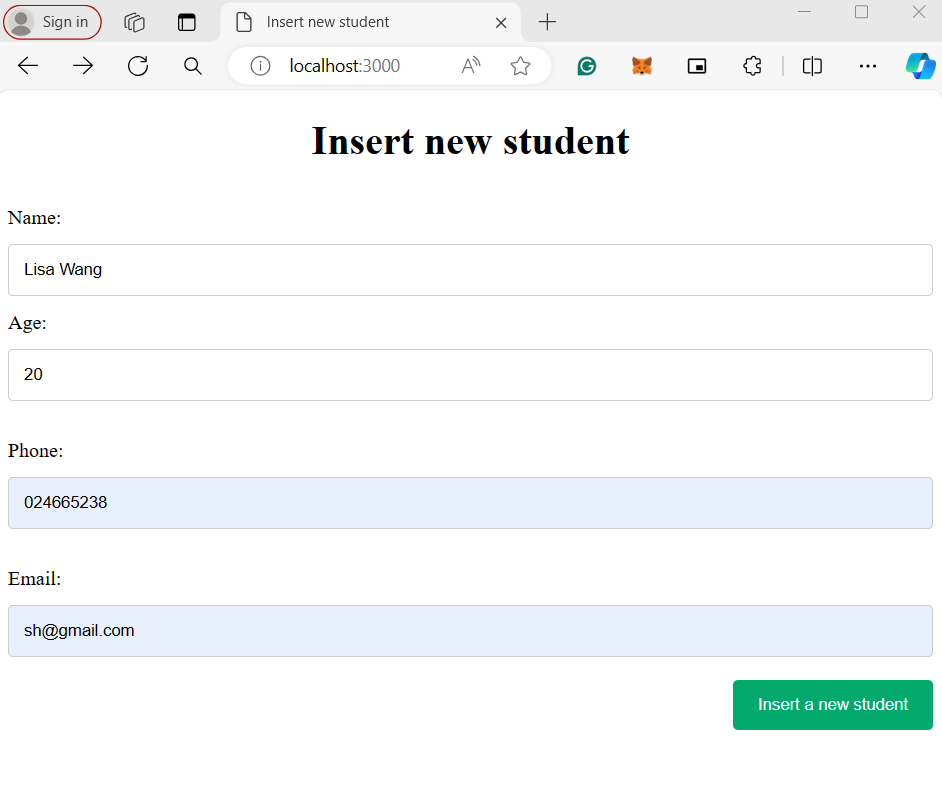 Sign in
Insert new student
localhost:3000
Insert new student
Name:
Lisa Wang
Age:
20
Phone:
024665238
Email:
sh@gmail.com
Insert a new student